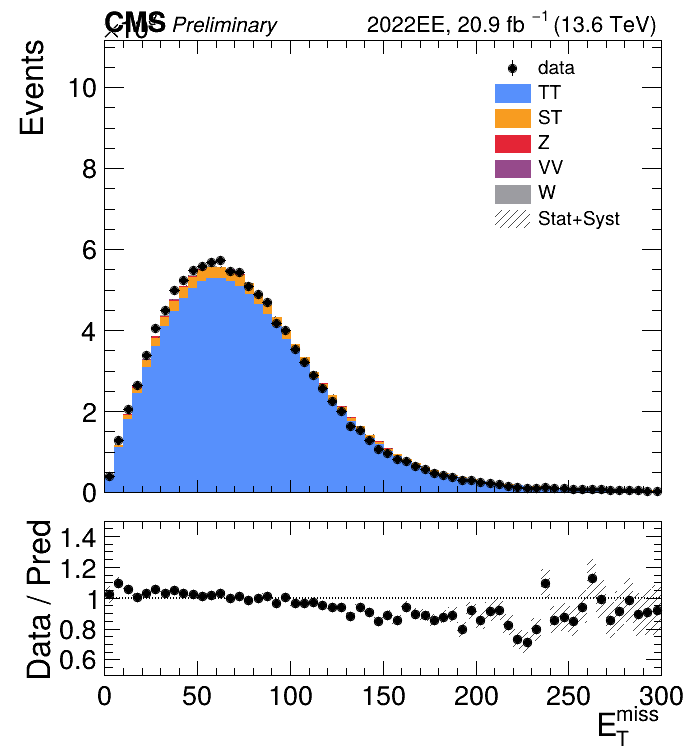 CMS Preliminary 2022EE, 20.9 fb⁻¹ (13.6 TeV)
Events
10
8
6
4
2
0
data
TT
ST
Z
VV
W
Stat+Syst
Data / Pred
1.4
1.2
1
0.8
0.6
0 50 100 150 200 250 300
E_T^miss